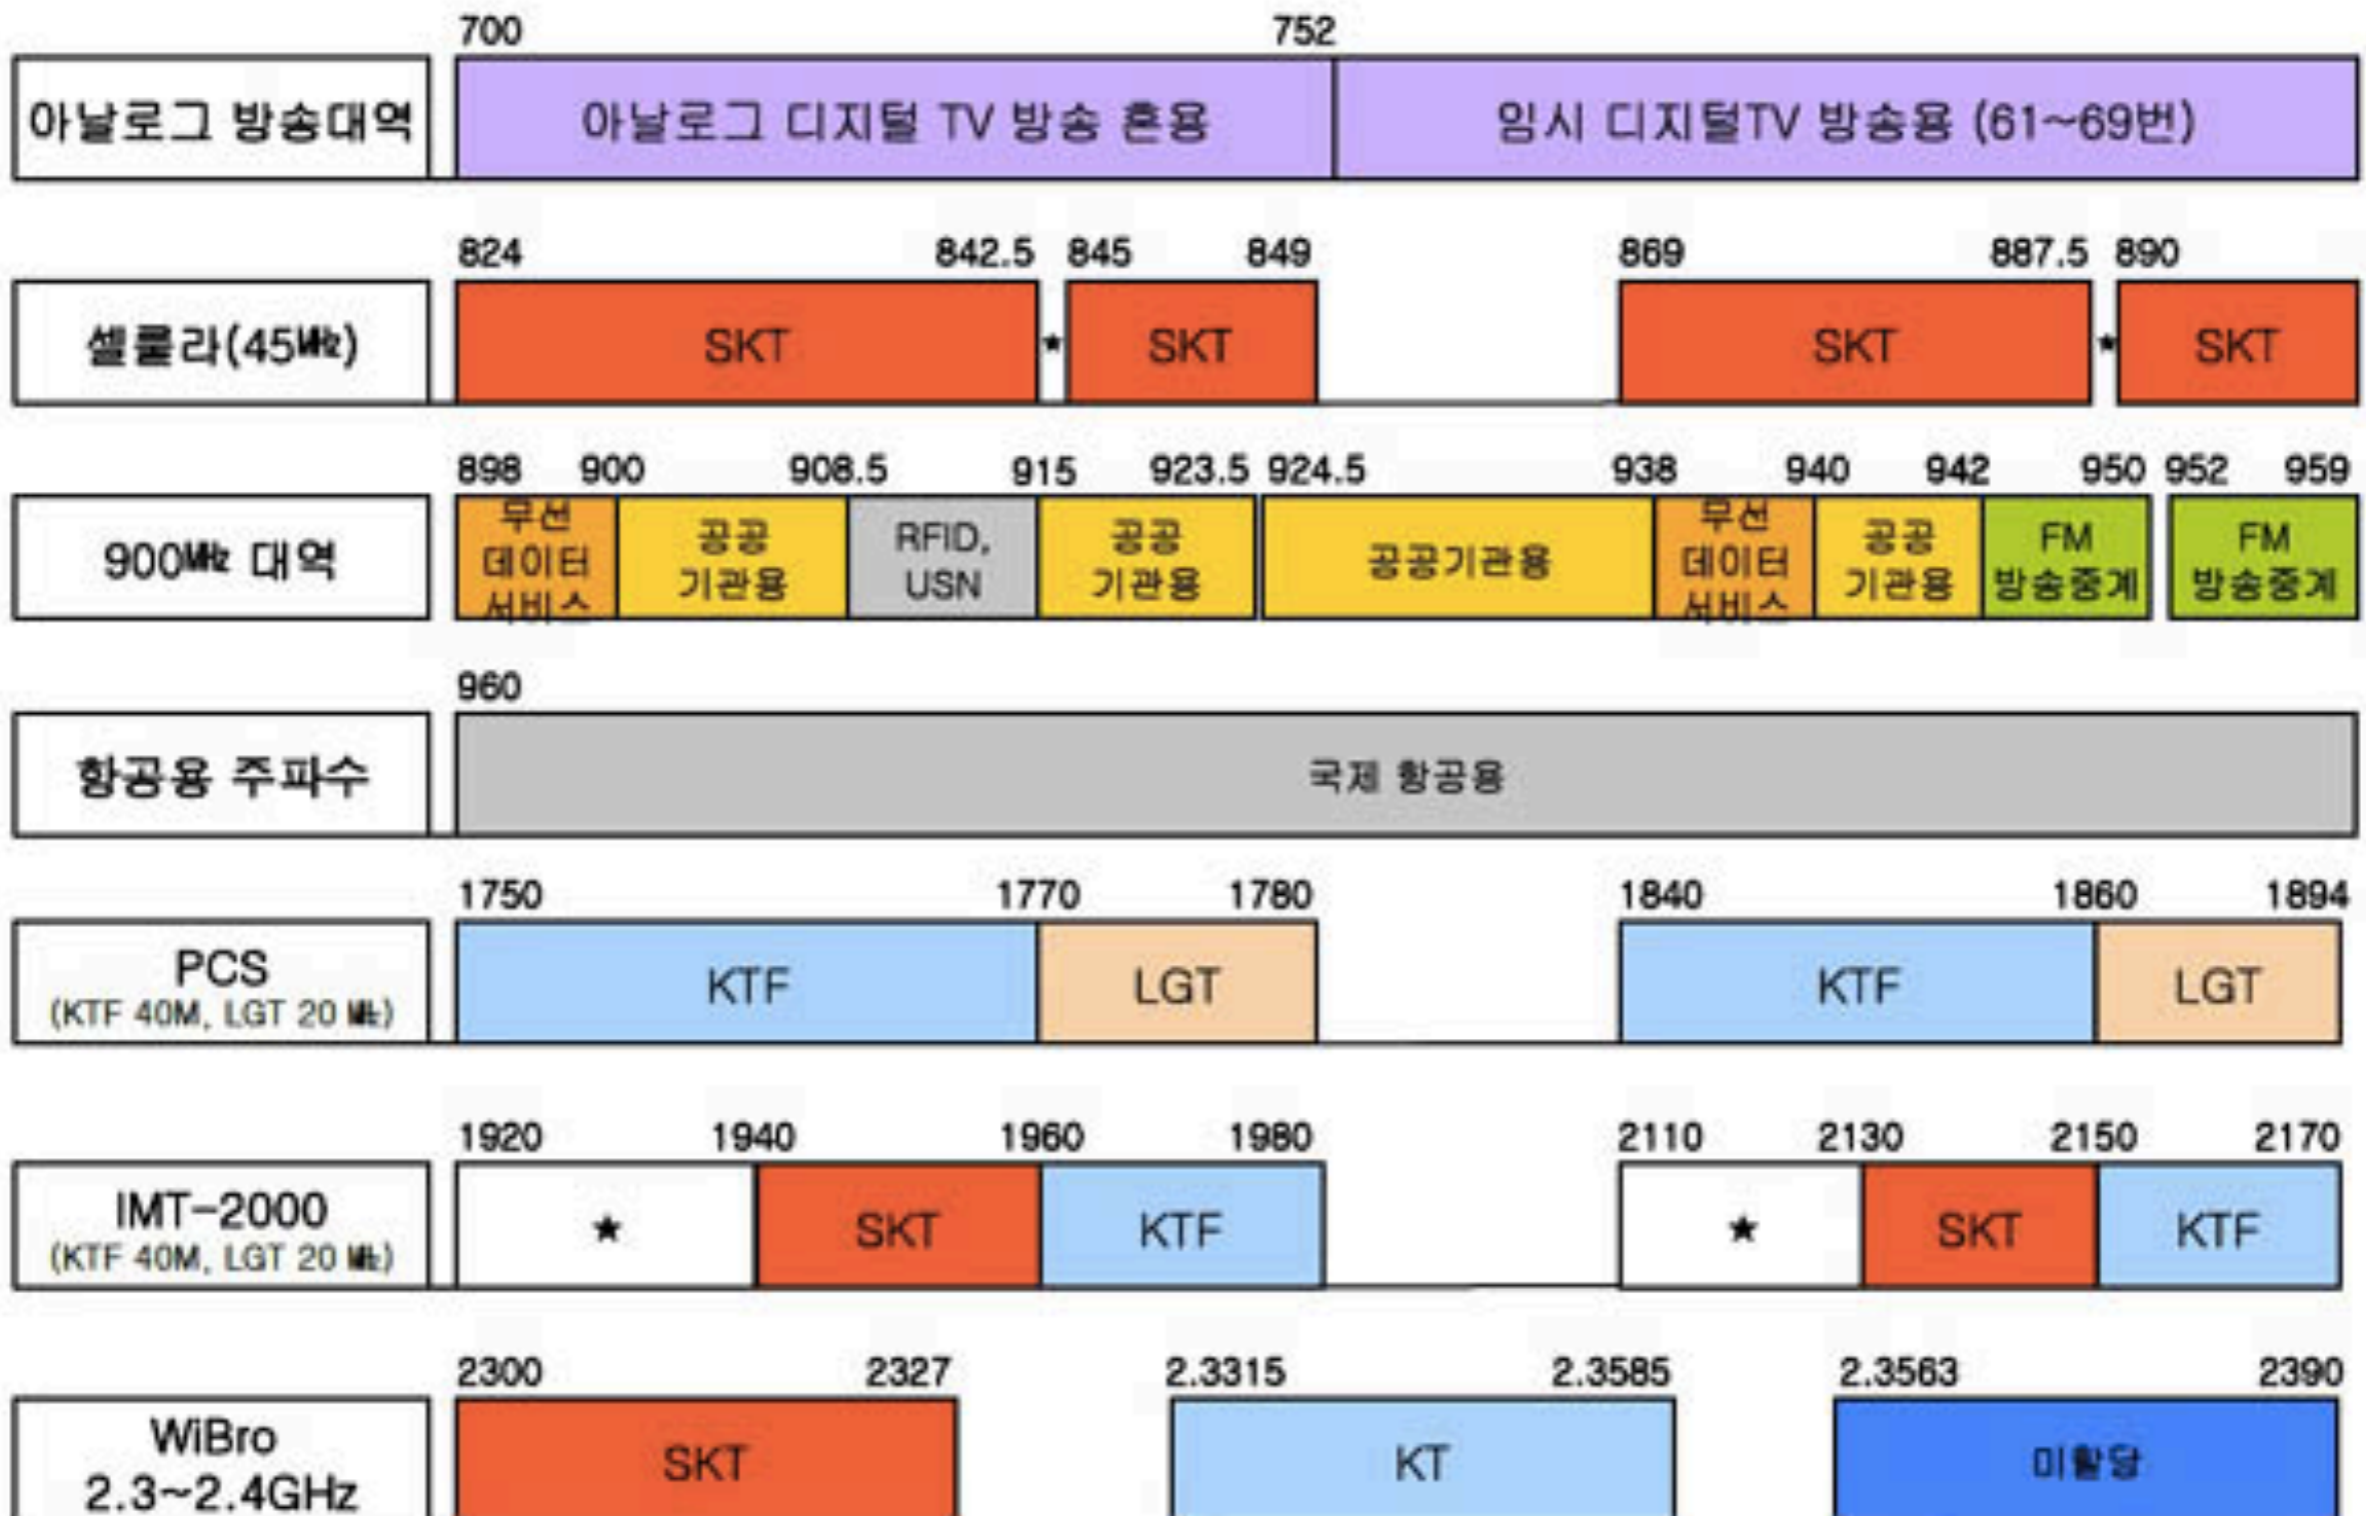 700 752
아날로그 방송대역 아날로그 디지털 TV 방송 혼용 임시 디지털TV 방송용 (61~69번)
824 842.5 845 849 869 887.5 890
셀룰라(45㎒) SKT ★ SKT SKT ★ SKT
898 900 908.5 915 923.5 924.5 938 940 942 950 952 959
900㎒ 대역
무선
데이터
서비스
공공
기관용
RFID,
USN
공공
기관용
공공기관용
무선
데이터
서비스
공공
기관용
FM
방송중계
FM
방송중계
960
항공용 주파수 국제 항공용
1750 1770 1780 1840 1860 1894
PCS
(KTF 40M, LGT 20 ㎒)
KTF LGT KTF LGT
1920 1940 1960 1980 2110 2130 2150 2170
IMT-2000
(KTF 40M, LGT 20 ㎒)
★ SKT KTF ★ SKT KTF
2300 2327 2.3315 2.3585 2.3563 2390
WiBro
2.3~2.4GHz
SKT KT 미할당